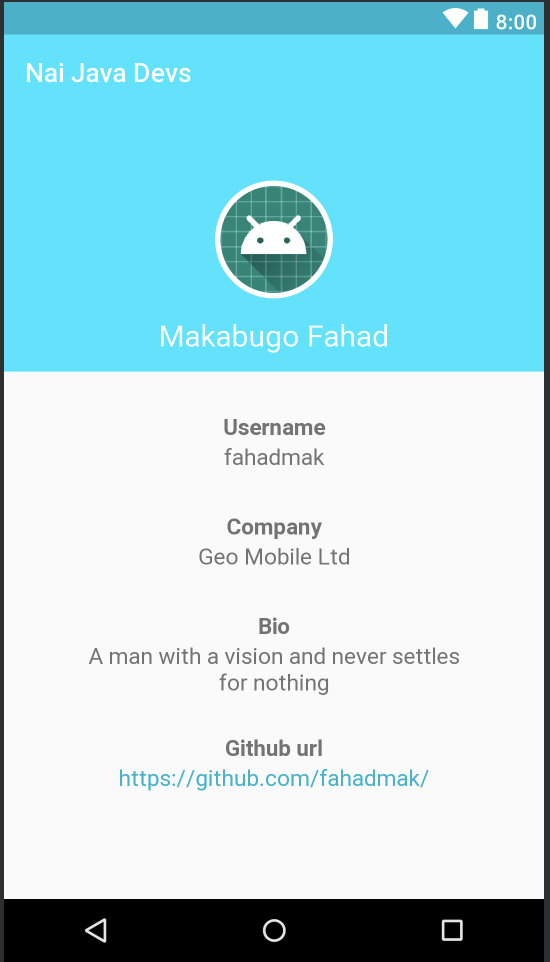 8:00
Nai Java Devs
Makabugo Fahad
Username
fahadmak
Company
Geo Mobile Ltd
Bio
A man with a vision and never settles
for nothing
Github url
https://github.com/fahadmak/